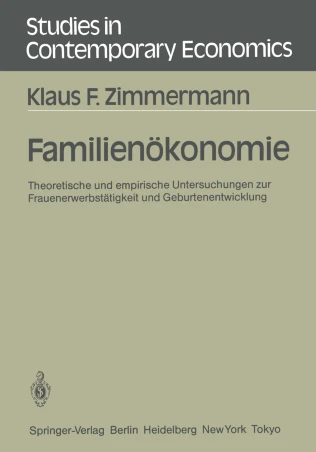 Studies in
Contemporary Economics
Klaus F. Zimmermann
Familienökonomie
Theoretische und empirische Untersuchungen zur
Frauenerwerbstätigkeit und Geburtenentwicklung
Springer-Verlag Berlin Heidelberg New York Tokyo